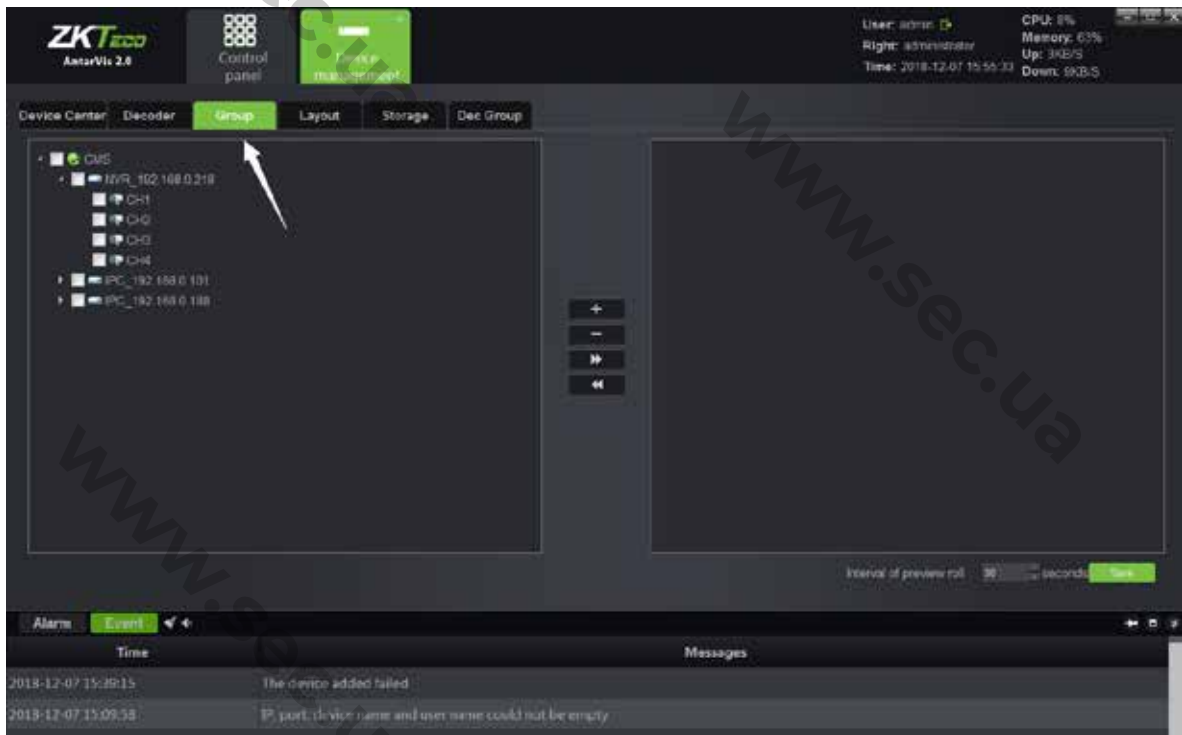 ZKTeco
AntarVis 2.0
Control panel
Device management
User: admin
Right: administrator
Time: 2018-12-07 15:55:33
CPU: 8%
Memory: 63%
Up: 3KB/S
Down: 9KB/S
Device Center Decoder Group Layout Storage Dec Group
CMS
NVR_192.168.0.218
CH1
CH2
CH3
CH4
IPC_192.168.0.101
IPC_192.168.0.188
Interval of preview roll 30 seconds Save
Alarm Event
Time Messages
2018-12-07 15:39:15 The device added failed
2018-12-07 15:09:58 IP, port, device name and user name could not be empty
www.sec.ua
www.sec.ua